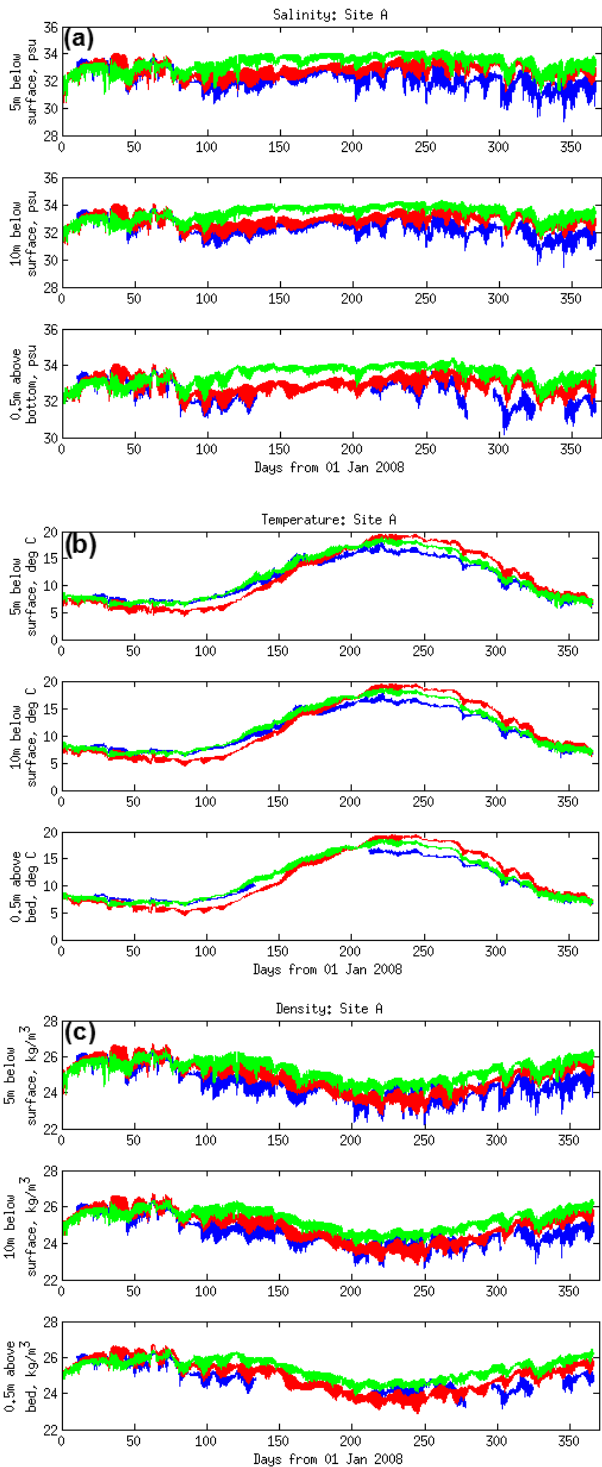 Salinity: Site A
(a)
5m below
surface, psu
36
34
32
30
28
0 50 100 150 200 250 300 350
10m below
surface, psu
36
34
32
30
28
0 50 100 150 200 250 300 350
0.5m above
bottom, psu
36
34
32
30
0 50 100 150 200 250 300 350
Days from 01 Jan 2008
Temperature: Site A
(b)
5m below
surface, deg C
20
15
10
5
0
0 50 100 150 200 250 300 350
10m below
surface, deg C
20
15
10
5
0
0 50 100 150 200 250 300 350
0.5m above
bed, deg C
20
15
10
5
0
0 50 100 150 200 250 300 350
Days from 01 Jan 2008
Density: Site A
(c)
5m below
surface, kg/m³
28
26
24
22
0 50 100 150 200 250 300 350
10m below
surface, kg/m³
28
26
24
22
0 50 100 150 200 250 300 350
0.5m above
bed, kg/m³
28
26
24
22
0 50 100 150 200 250 300 350
Days from 01 Jan 2008